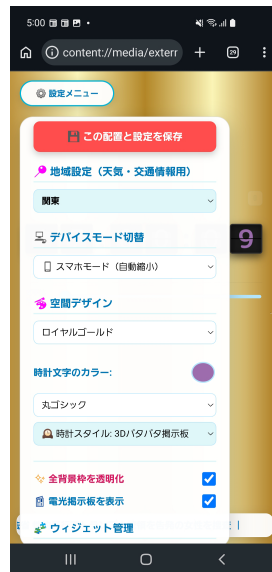 5:00
content://media/exterr
29
設定メニュー
この配置と設定を保存
地域設定（天気・交通情報用）
関東
デバイスモード切替
スマホモード（自動縮小）
9
空間デザイン
ロイヤルゴールド
時計文字のカラー:
丸ゴシック
時計スタイル: 3Dパタパタ掲示板
全背景枠を透明化
電光掲示板を表示
ウィジェット管理